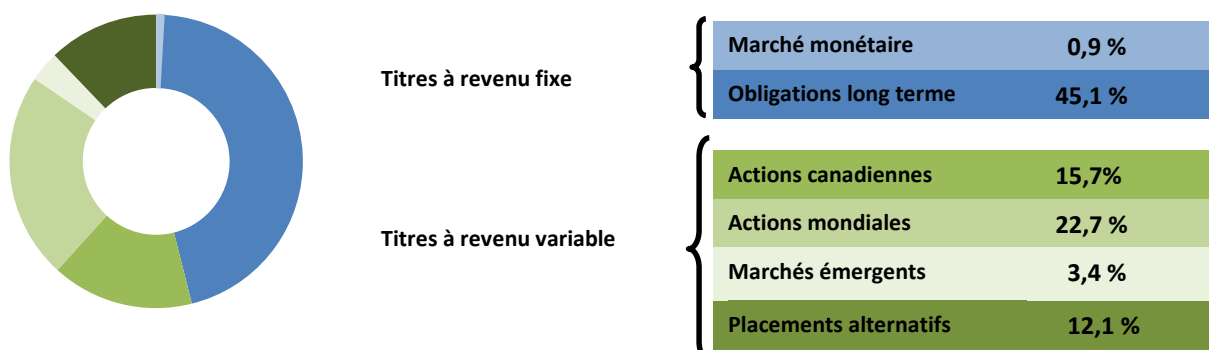 Titres à revenu fixe
Marché monétaire 0,9 %
Obligations long terme 45,1 %
Titres à revenu variable
Actions canadiennes 15,7%
Actions mondiales 22,7 %
Marchés émergents 3,4 %
Placements alternatifs 12,1 %